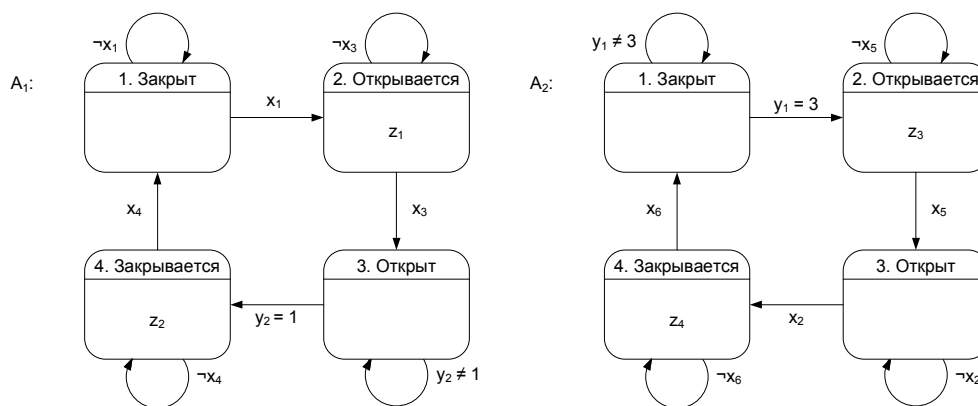 ¬x₁
¬x₃
A₁:
1. Закрыт
2. Открывается
x₁
z₁
x₄
x₃
4. Закрывается
3. Открыт
z₂
y₂ = 1
¬x₄
y₂ ≠ 1
y₁ ≠ 3
¬x₅
A₂:
1. Закрыт
2. Открывается
y₁ = 3
z₃
x₆
x₅
4. Закрывается
3. Открыт
z₄
x₂
¬x₆
¬x₂